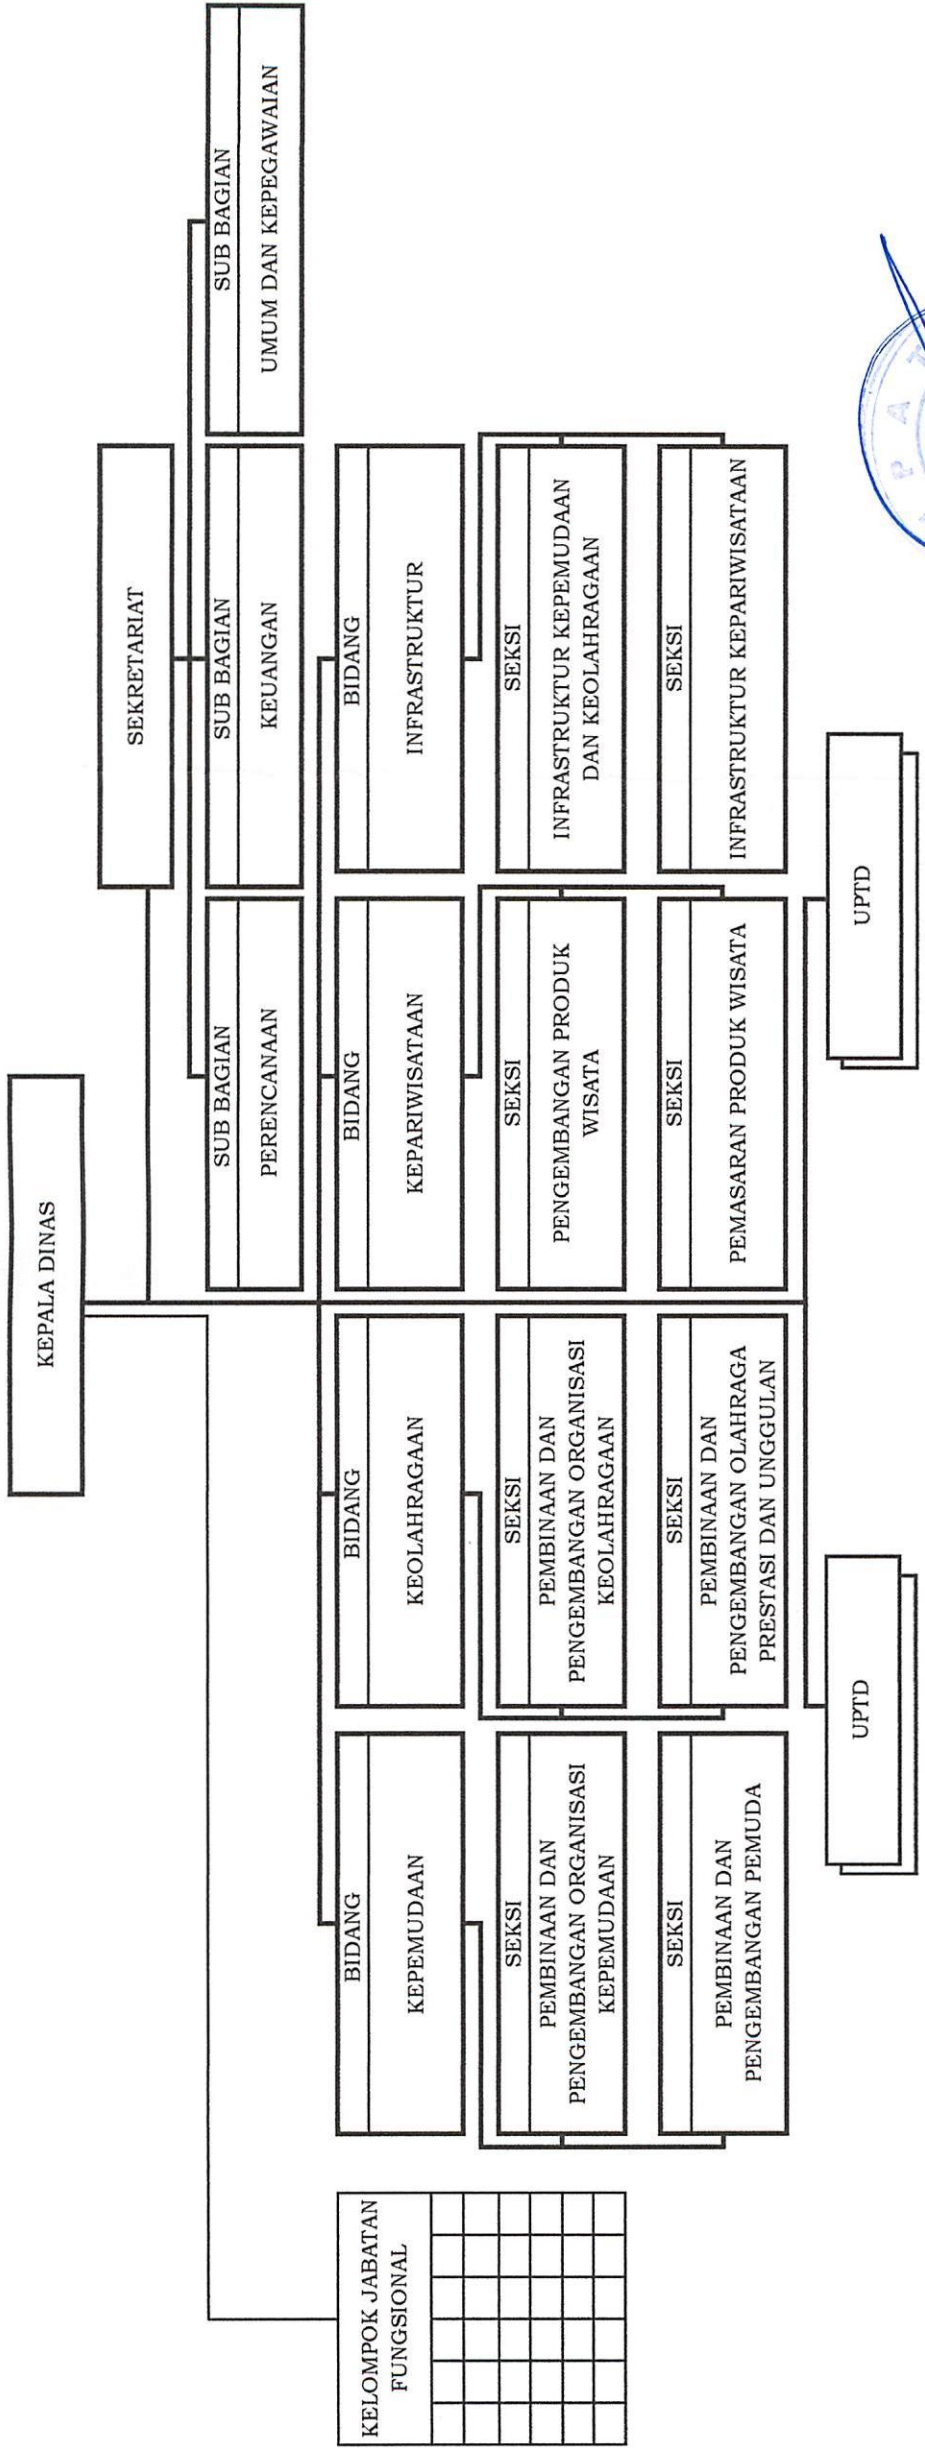 KEPALA DINAS
SEKRETARIAT
SUB BAGIAN
PERENCANAAN
SUB BAGIAN
KEUANGAN
SUB BAGIAN
UMUM DAN KEPEGAWAIAN
KELOMPOK JABATAN
FUNGSIONAL
BIDANG
KEPEMUDAAN
BIDANG
KEOLAHRAGAAN
BIDANG
KEPARIWISATAAN
BIDANG
INFRASTRUKTUR
SEKSI
PEMBINAAN DAN
PENGEMBANGAN ORGANISASI
KEPEMUDAAN
SEKSI
PEMBINAAN DAN
PENGEMBANGAN ORGANISASI
KEOLAHRAGAAN
SEKSI
PENGEMBANGAN PRODUK
WISATA
SEKSI
INFRASTRUKTUR KEPEMUDAAN
DAN KEOLAHRAGAAN
SEKSI
PEMBINAAN DAN
PENGEMBANGAN PEMUDA
SEKSI
PEMBINAAN DAN
PENGEMBANGAN OLAHRAGA
PRESTASI DAN UNGGULAN
SEKSI
PEMASARAN PRODUK WISATA
SEKSI
INFRASTRUKTUR KEPARIWISATAAN
UPTD
UPTD